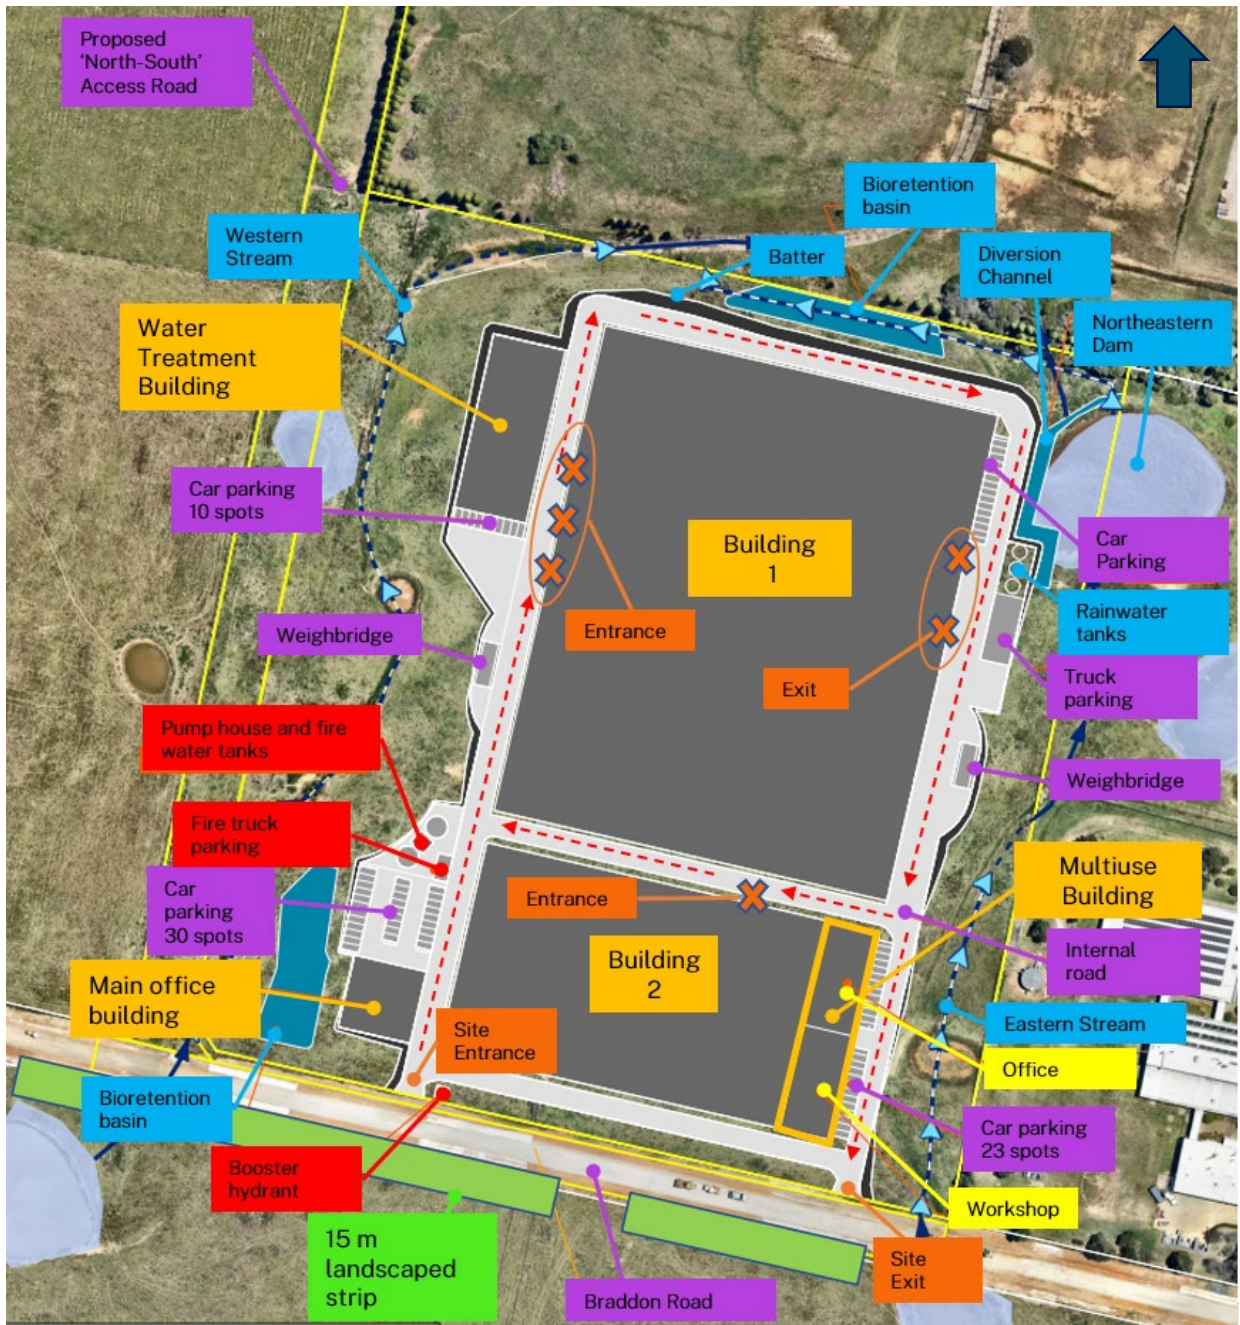 Proposed
‘North-South’
Access Road
Bioretention
basin
Western
Stream
Batter
Diversion
Channel
Water
Treatment
Building
Northeastern
Dam
Car parking
10 spots
Building
1
Car
Parking
Entrance
Weighbridge
Rainwater
tanks
Exit
Truck
parking
Pump house and fire
water tanks
Weighbridge
Fire truck
parking
Multiuse
Building
Car
parking
30 spots
Entrance
Internal
road
Building
2
Main office
building
Site
Entrance
Eastern Stream
Office
Bioretention
basin
Car parking
23 spots
Booster
hydrant
Workshop
15 m
landscaped
strip
Site
Exit
Braddon Road